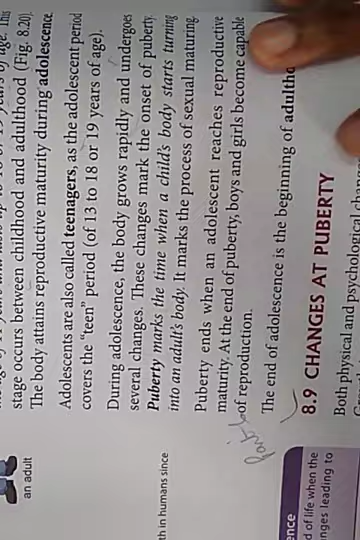 stage occurs between childhood and adulthood (Fig. 8.20).
The body attains reproductive maturity during adolescence.
Adolescents are also called teenagers, as the adolescent period
covers the "teen" period (of 13 to 18 or 19 years of age).
During adolescence, the body grows rapidly and undergoes
several changes. These changes mark the onset of puberty.
Puberty marks the time when a child's body starts turning
into an adult's body. It marks the process of sexual maturing
Puberty ends when an adolescent reaches reproductive
maturity. At the end of puberty, boys and girls become capable
of reproduction.
The end of adolescence is the beginning of
8.9 CHANGES AT PUBERTY
Both physical and psychological
an adult
th in humans since
ence
d of life when the
nges leading to